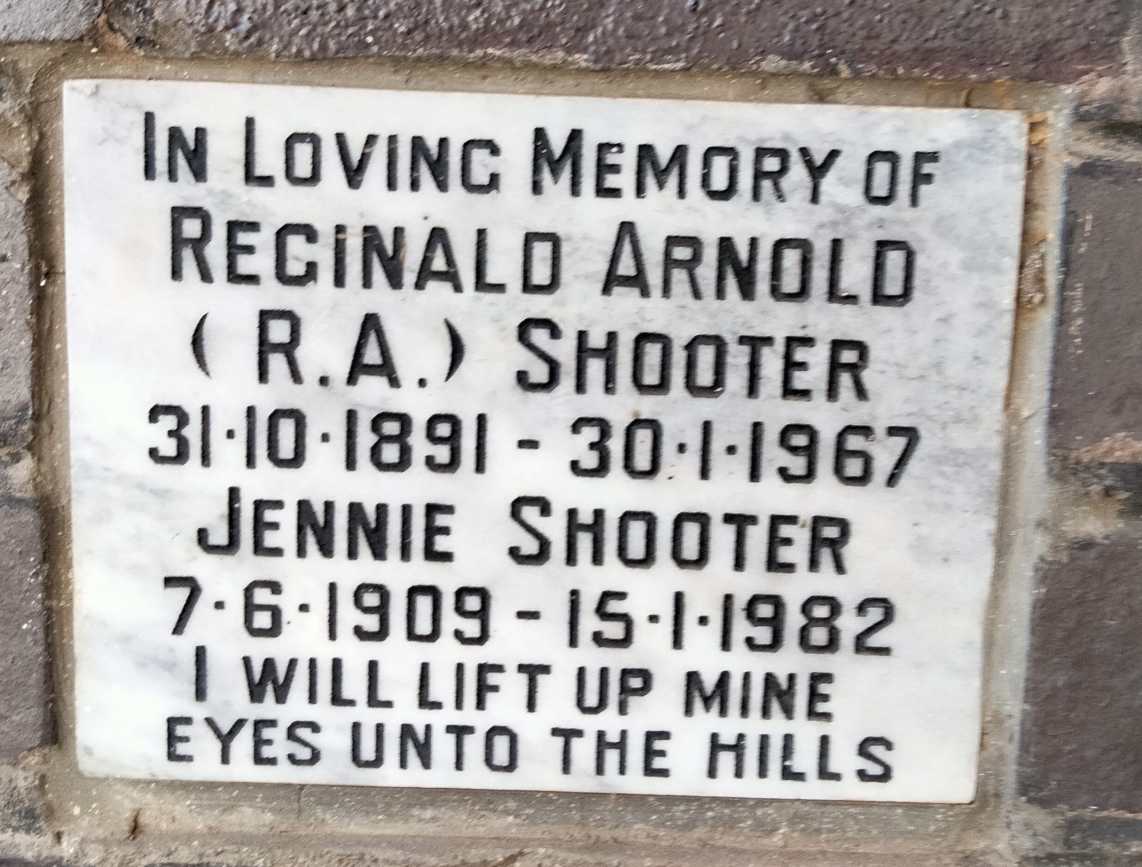 IN LOVING MEMORY OF
REGINALD ARNOLD
(R.A.) SHOOTER
31·10·1891 - 30·1·1967
JENNIE SHOOTER
7·6·1909 - 15·1·1982
I WILL LIFT UP MINE
EYES UNTO THE HILLS